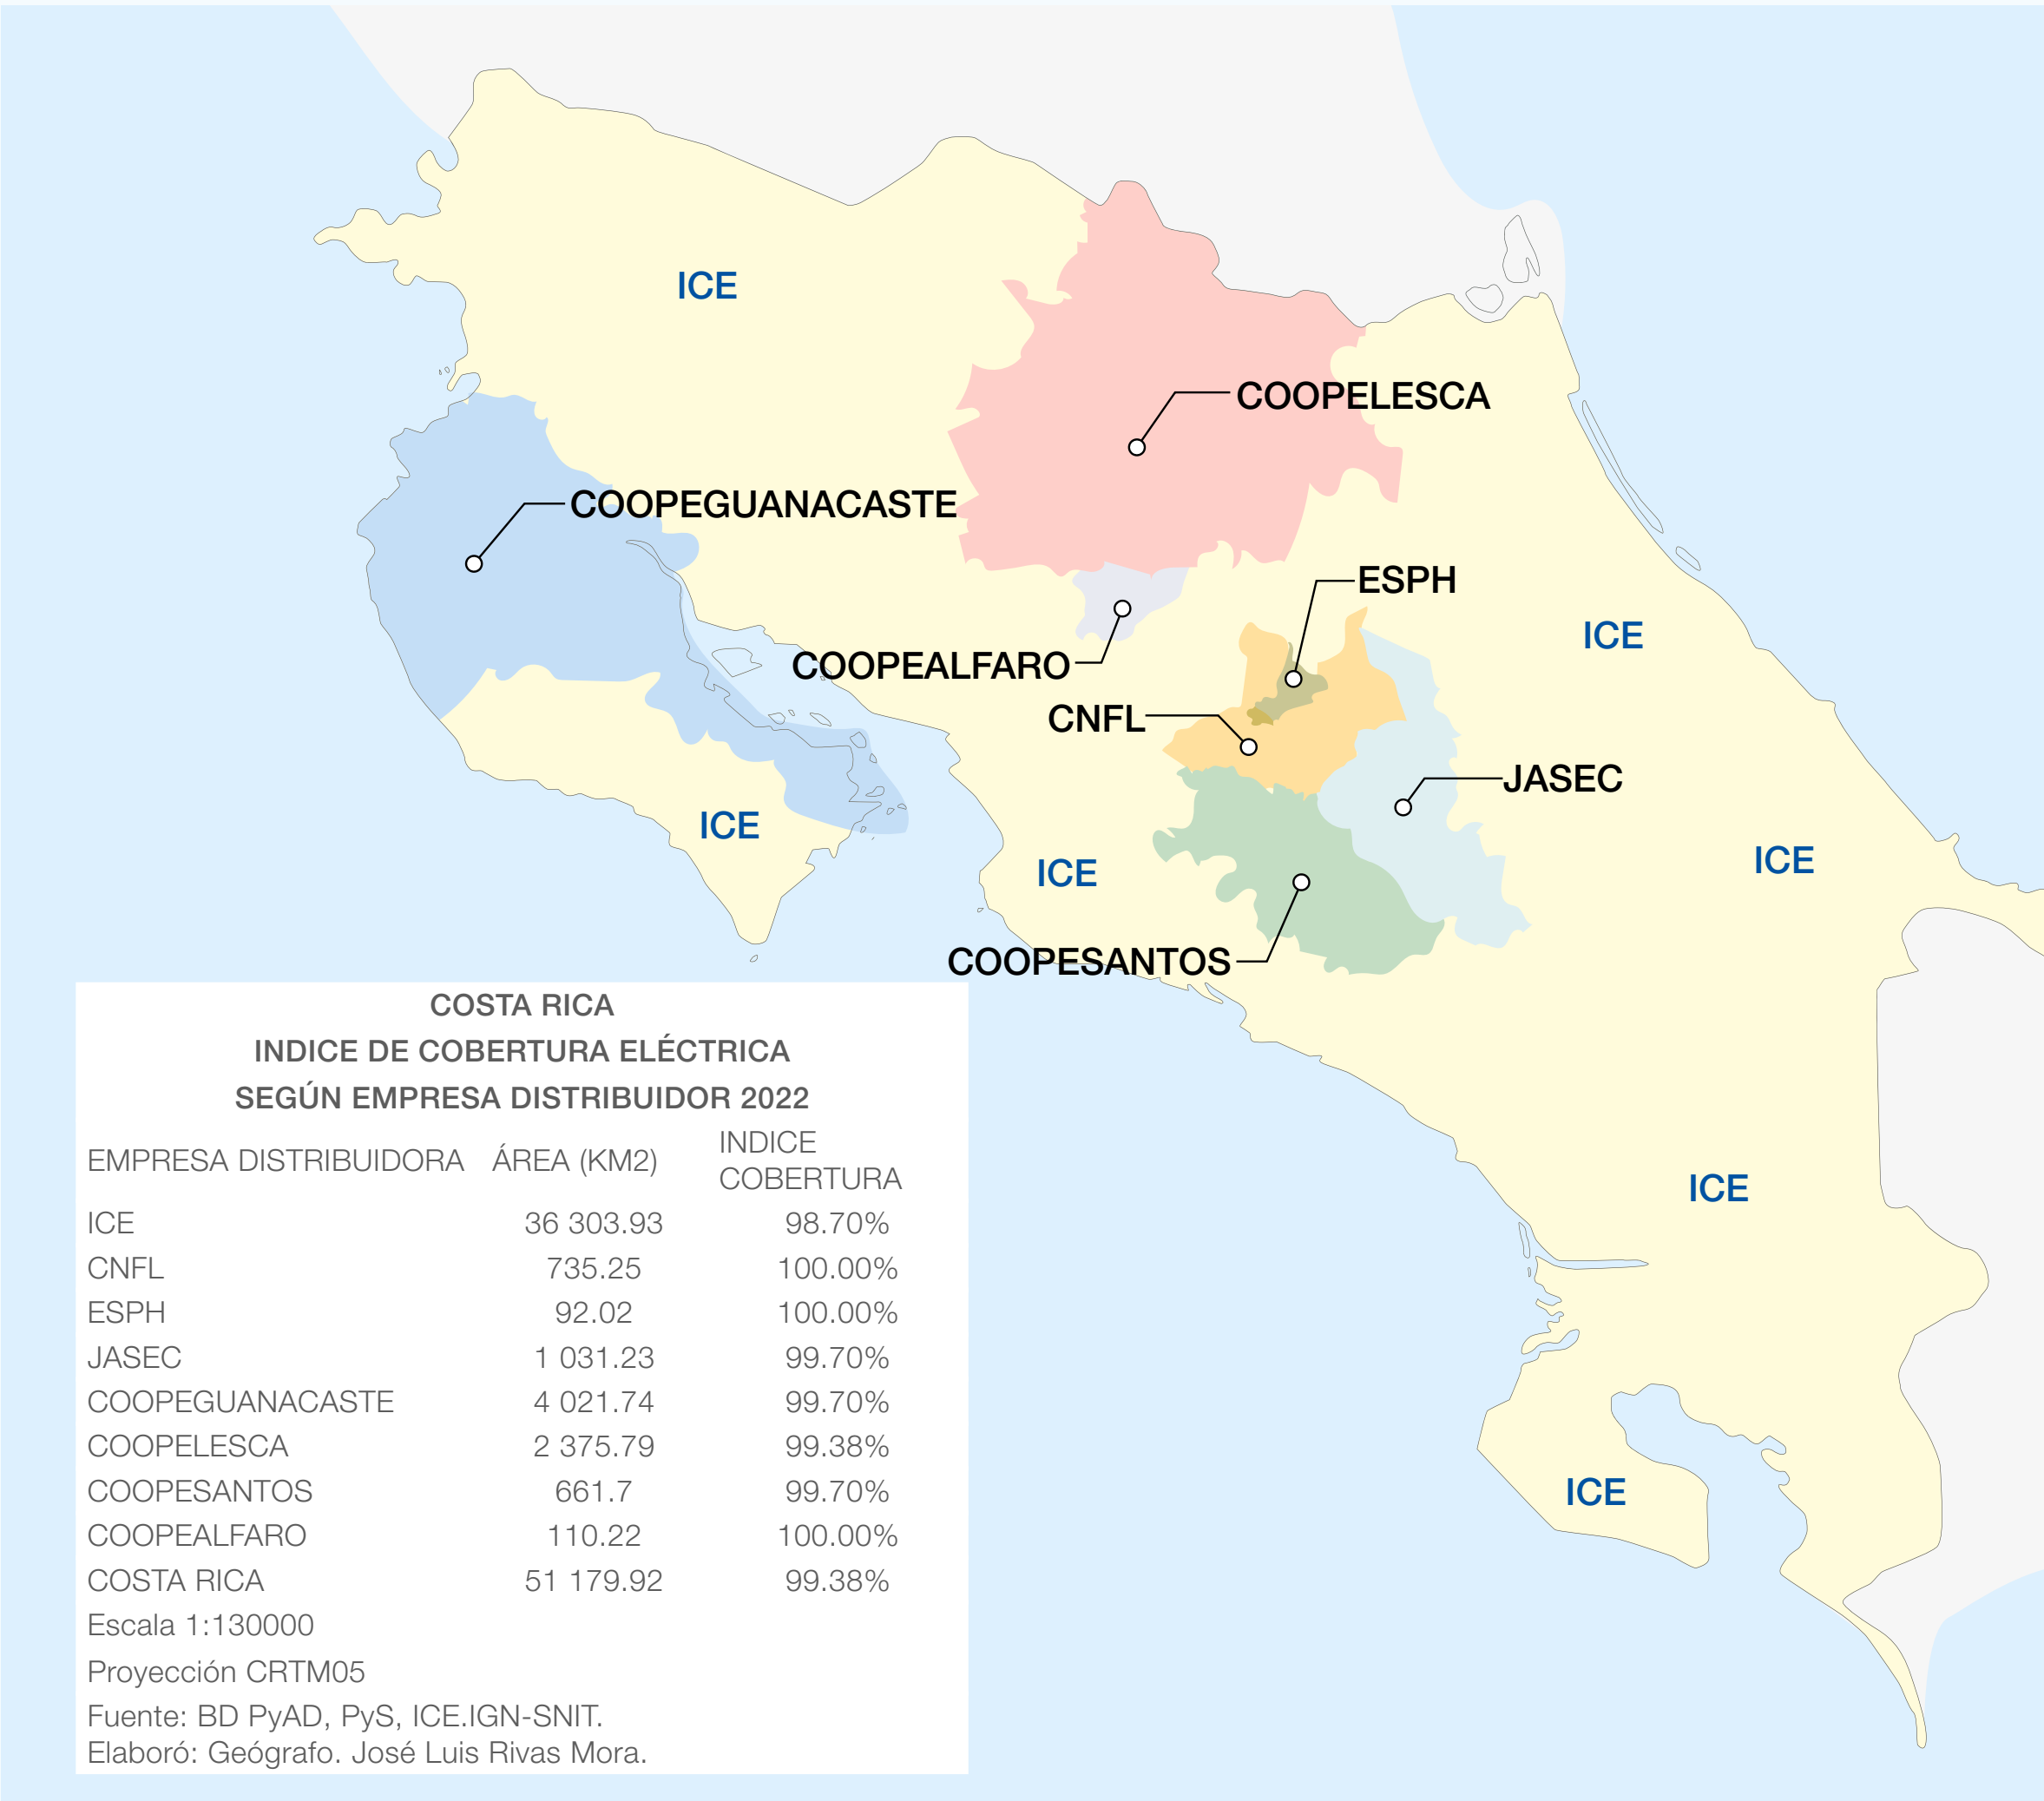 ICE
COOPELESCA
COOPEGUANACASTE
ESPH
ICE
COOPEALFARO
CNFL
JASEC
ICE
ICE
ICE
COOPESANTOS
ICE
ICE
COSTA RICA
INDICE DE COBERTURA ELÉCTRICA
SEGÚN EMPRESA DISTRIBUIDOR 2022
EMPRESA DISTRIBUIDORA ÁREA (KM2) INDICE COBERTURA
ICE 36 303.93 98.70%
CNFL 735.25 100.00%
ESPH 92.02 100.00%
JASEC 1 031.23 99.70%
COOPEGUANACASTE 4 021.74 99.70%
COOPELESCA 2 375.79 99.38%
COOPESANTOS 661.7 99.70%
COOPEALFARO 110.22 100.00%
COSTA RICA 51 179.92 99.38%
Escala 1:130000
Proyección CRTM05
Fuente: BD PyAD, PyS, ICE.IGN-SNIT.
Elaboró: Geógrafo. José Luis Rivas Mora.